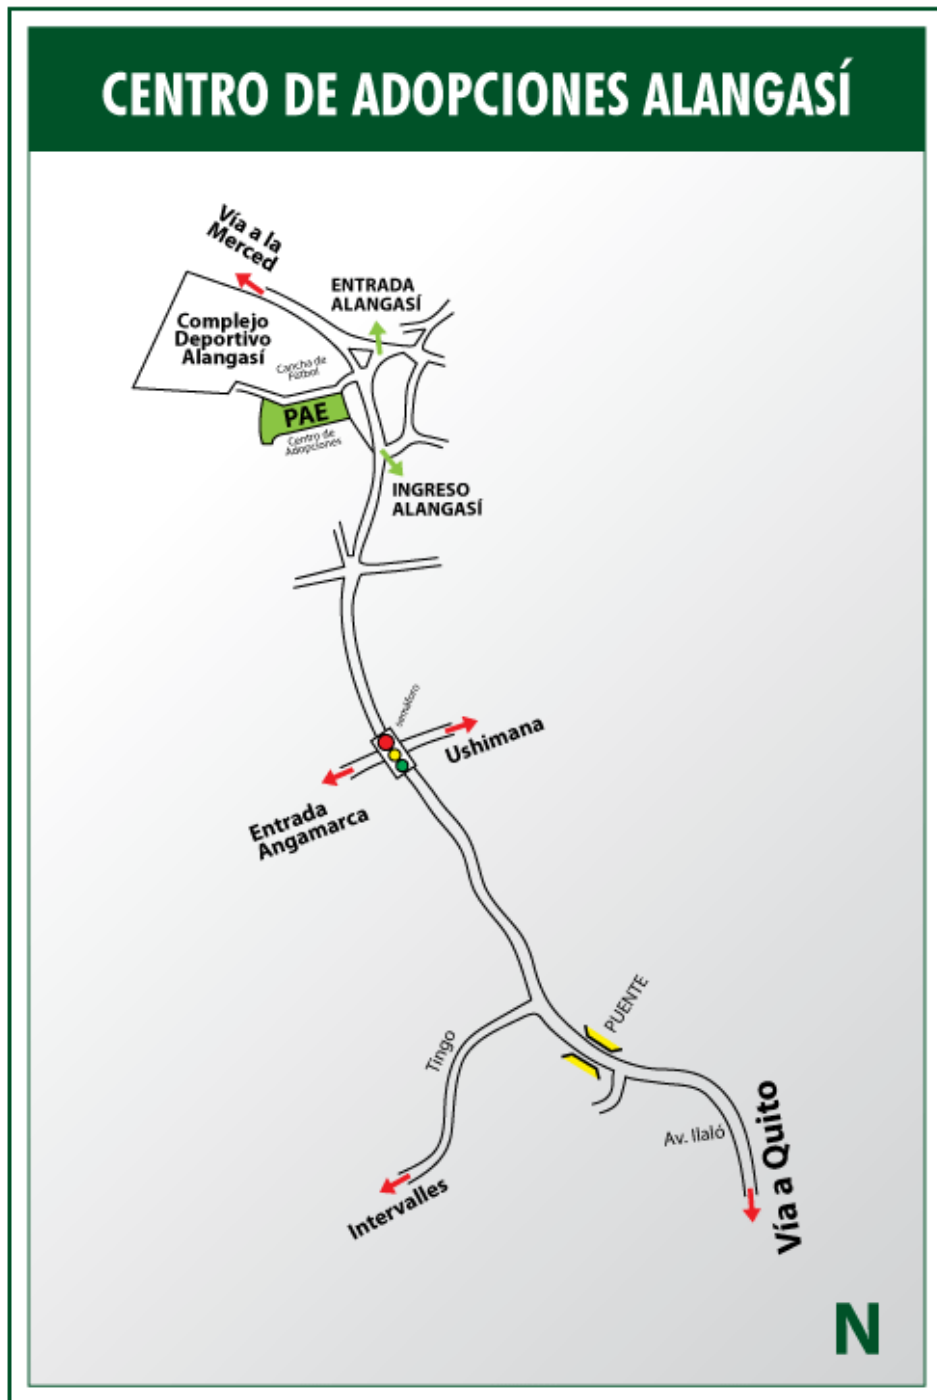 CENTRO DE ADOPCIONES ALANGASÍ
Vía a la
Merced
ENTRADA
ALANGASÍ
Complejo
Deportivo
Alangasí
Cancha de
Fútbol
PAE
Centro de
Adopciones
INGRESO
ALANGASÍ
semáforo
Ushimana
Entrada
Angamarca
PUENTE
Tingo
Av. Ilaló
Vía a Quito
Intervalles
N